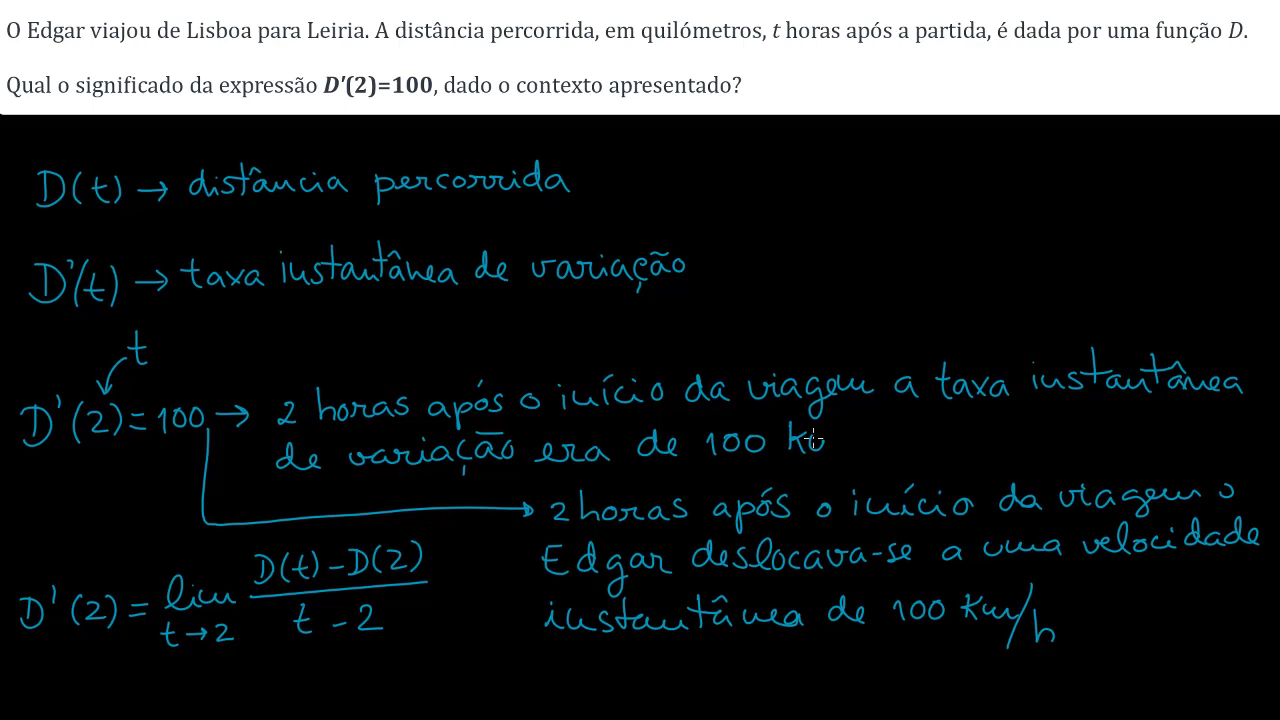 O Edgar viajou de Lisboa para Leiria. A distância percorrida, em quilómetros, t horas após a partida, é dada por uma função D.
Qual o significado da expressão D′(2)=100, dado o contexto apresentado?
D(t) → distância percorrida
D'(t) → taxa instantânea de variação
t
D'(2) = 100 → 2 horas após o início da viagem a taxa instantânea
de variação era de 100
2 horas após o início da viagem o
Edgar deslocava-se a uma velocidade
instantânea de 100 Km/h
D'(2) = lim t→2 D(t) - D(2) / t - 2